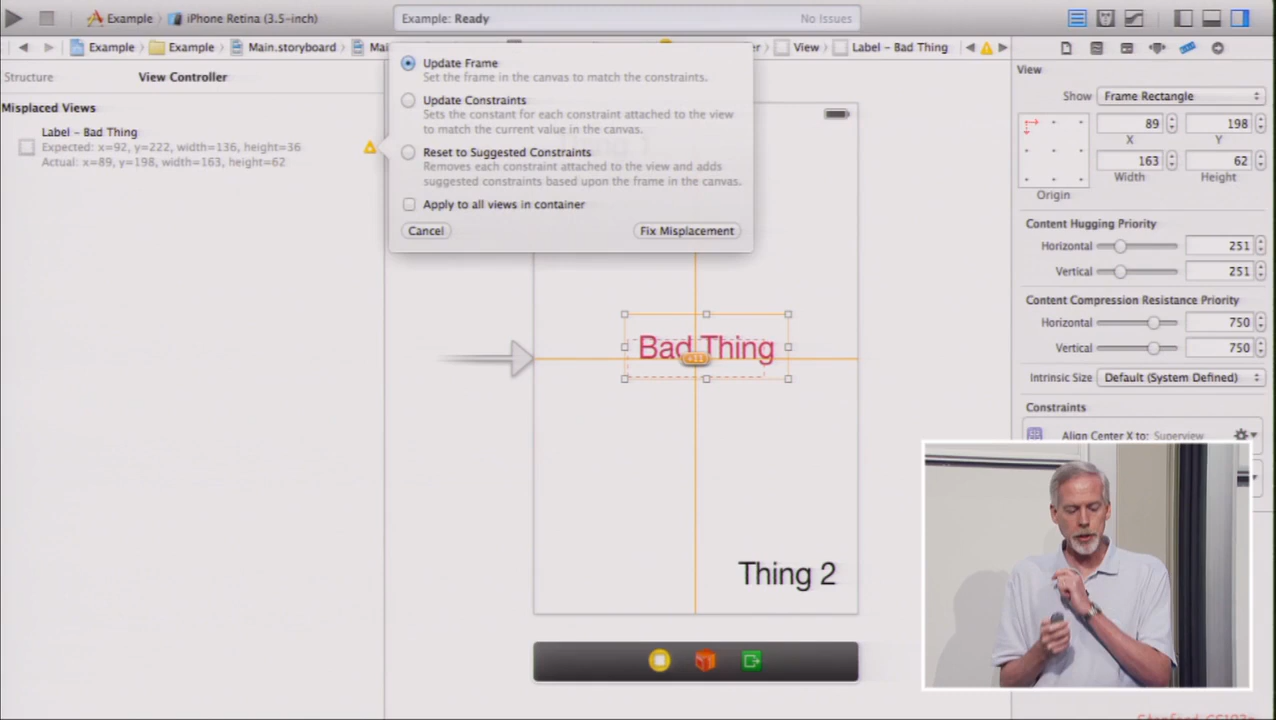 Example › iPhone Retina (3.5-inch)
Example: Ready
No Issues
Example
Example
Main.storyboard
View
Label - Bad Thing
Structure
View Controller
Misplaced Views
Label - Bad Thing
Expected: x=92, y=222, width=136, height=36
Actual: x=89, y=198, width=163, height=62
Update Frame
Set the frame in the canvas to match the constraints.
Update Constraints
Sets the constant for each constraint attached to the view
to match the current value in the canvas.
Reset to Suggested Constraints
Removes each constraint attached to the view and adds
suggested constraints based upon the frame in the canvas.
Apply to all views in container
Cancel
Fix Misplacement
Bad Thing
Thing 2
View
Show
Frame Rectangle
89
198
X
Y
163
62
Width
Height
Origin
Content Hugging Priority
Horizontal
251
Vertical
251
Content Compression Resistance Priority
Horizontal
750
Vertical
750
Intrinsic Size
Default (System Defined)
Constraints
Align Center X to: Superview